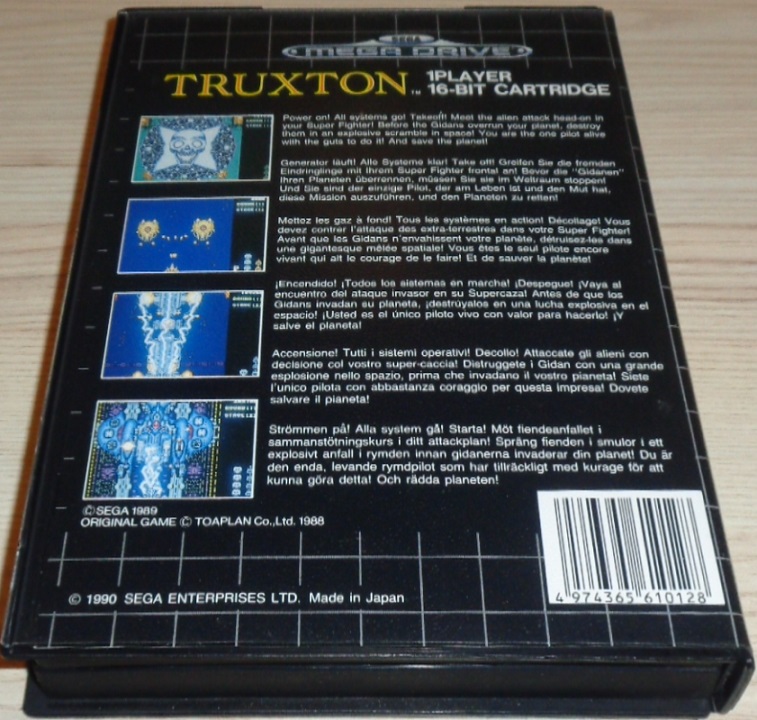 SEGA
MEGA DRIVE
TRUXTON™ 1PLAYER
16-BIT CARTRIDGE
Power on! All systems go! Takeoff! Meet the alien attack head-on in
your Super Fighter! Before the Gidans overrun your planet, destroy
them in an explosive scramble in space! You are the one pilot alive
with the guts to do it! And save the planet!
Generator läuft! Alle Systeme klar! Take off! Greifen Sie die fremden
Eindringlinge mit Ihrem Super Fighter frontal an! Bevor die "Gidanen"
Ihren Planeten überrennen, müssen Sie sie im Weltraum stoppen!
Und Sie sind der einzige Pilot, der am Leben ist und den Mut hat,
diese Mission auszuführen, und den Planeten zu retten!
Mettez les gaz à fond! Tous les systèmes en action! Décollage! Vous
devez contrer l'attaque des extra-terrestres dans votre Super Fighter!
Avant que les Gidans n'envahissent votre planète, détruisez-les dans
une gigantesque mêlée spatiale! Vous êtes le seul pilote encore
vivant qui ait le courage de le faire! Et de sauver la planète!
¡Encendido! ¡Todos los sistemas en marcha! ¡Despegue! ¡Vaya al
encuentro del ataque invasor en su Supercaza! Antes de que los
Gidans invadan su planeta, ¡destrúyalos en una lucha explosiva en el
espacio! ¡Usted es el único piloto vivo con valor para hacerlo! ¡Y
salve el planeta!
Accensione! Tutti i sistemi operativi! Decollo! Attaccate gli alieni con
decisione col vostro super-caccia! Distruggete i Gidan con una grande
esplosione nello spazio, prima che invadano il vostro pianeta! Siete
l'unico pilota con abbastanza coraggio per questa impresa! Dovete
salvare il pianeta!
Strömmen på! Alla system gå! Starta! Möt fiendeanfallet i
sammanstötningskurs i ditt attackplan! Spräng fienden i smulor i ett
explosivt anfall i rymden innan gidanerna invaderar din planet! Du är
den enda, levande rymdpilot som har tillräckligt med kurage för att
kunna göra detta! Och rädda planeten!
© SEGA 1989
ORIGINAL GAME © TOAPLAN Co.,Ltd. 1988
© 1990 SEGA ENTERPRISES LTD. Made in Japan
4 974365 610128